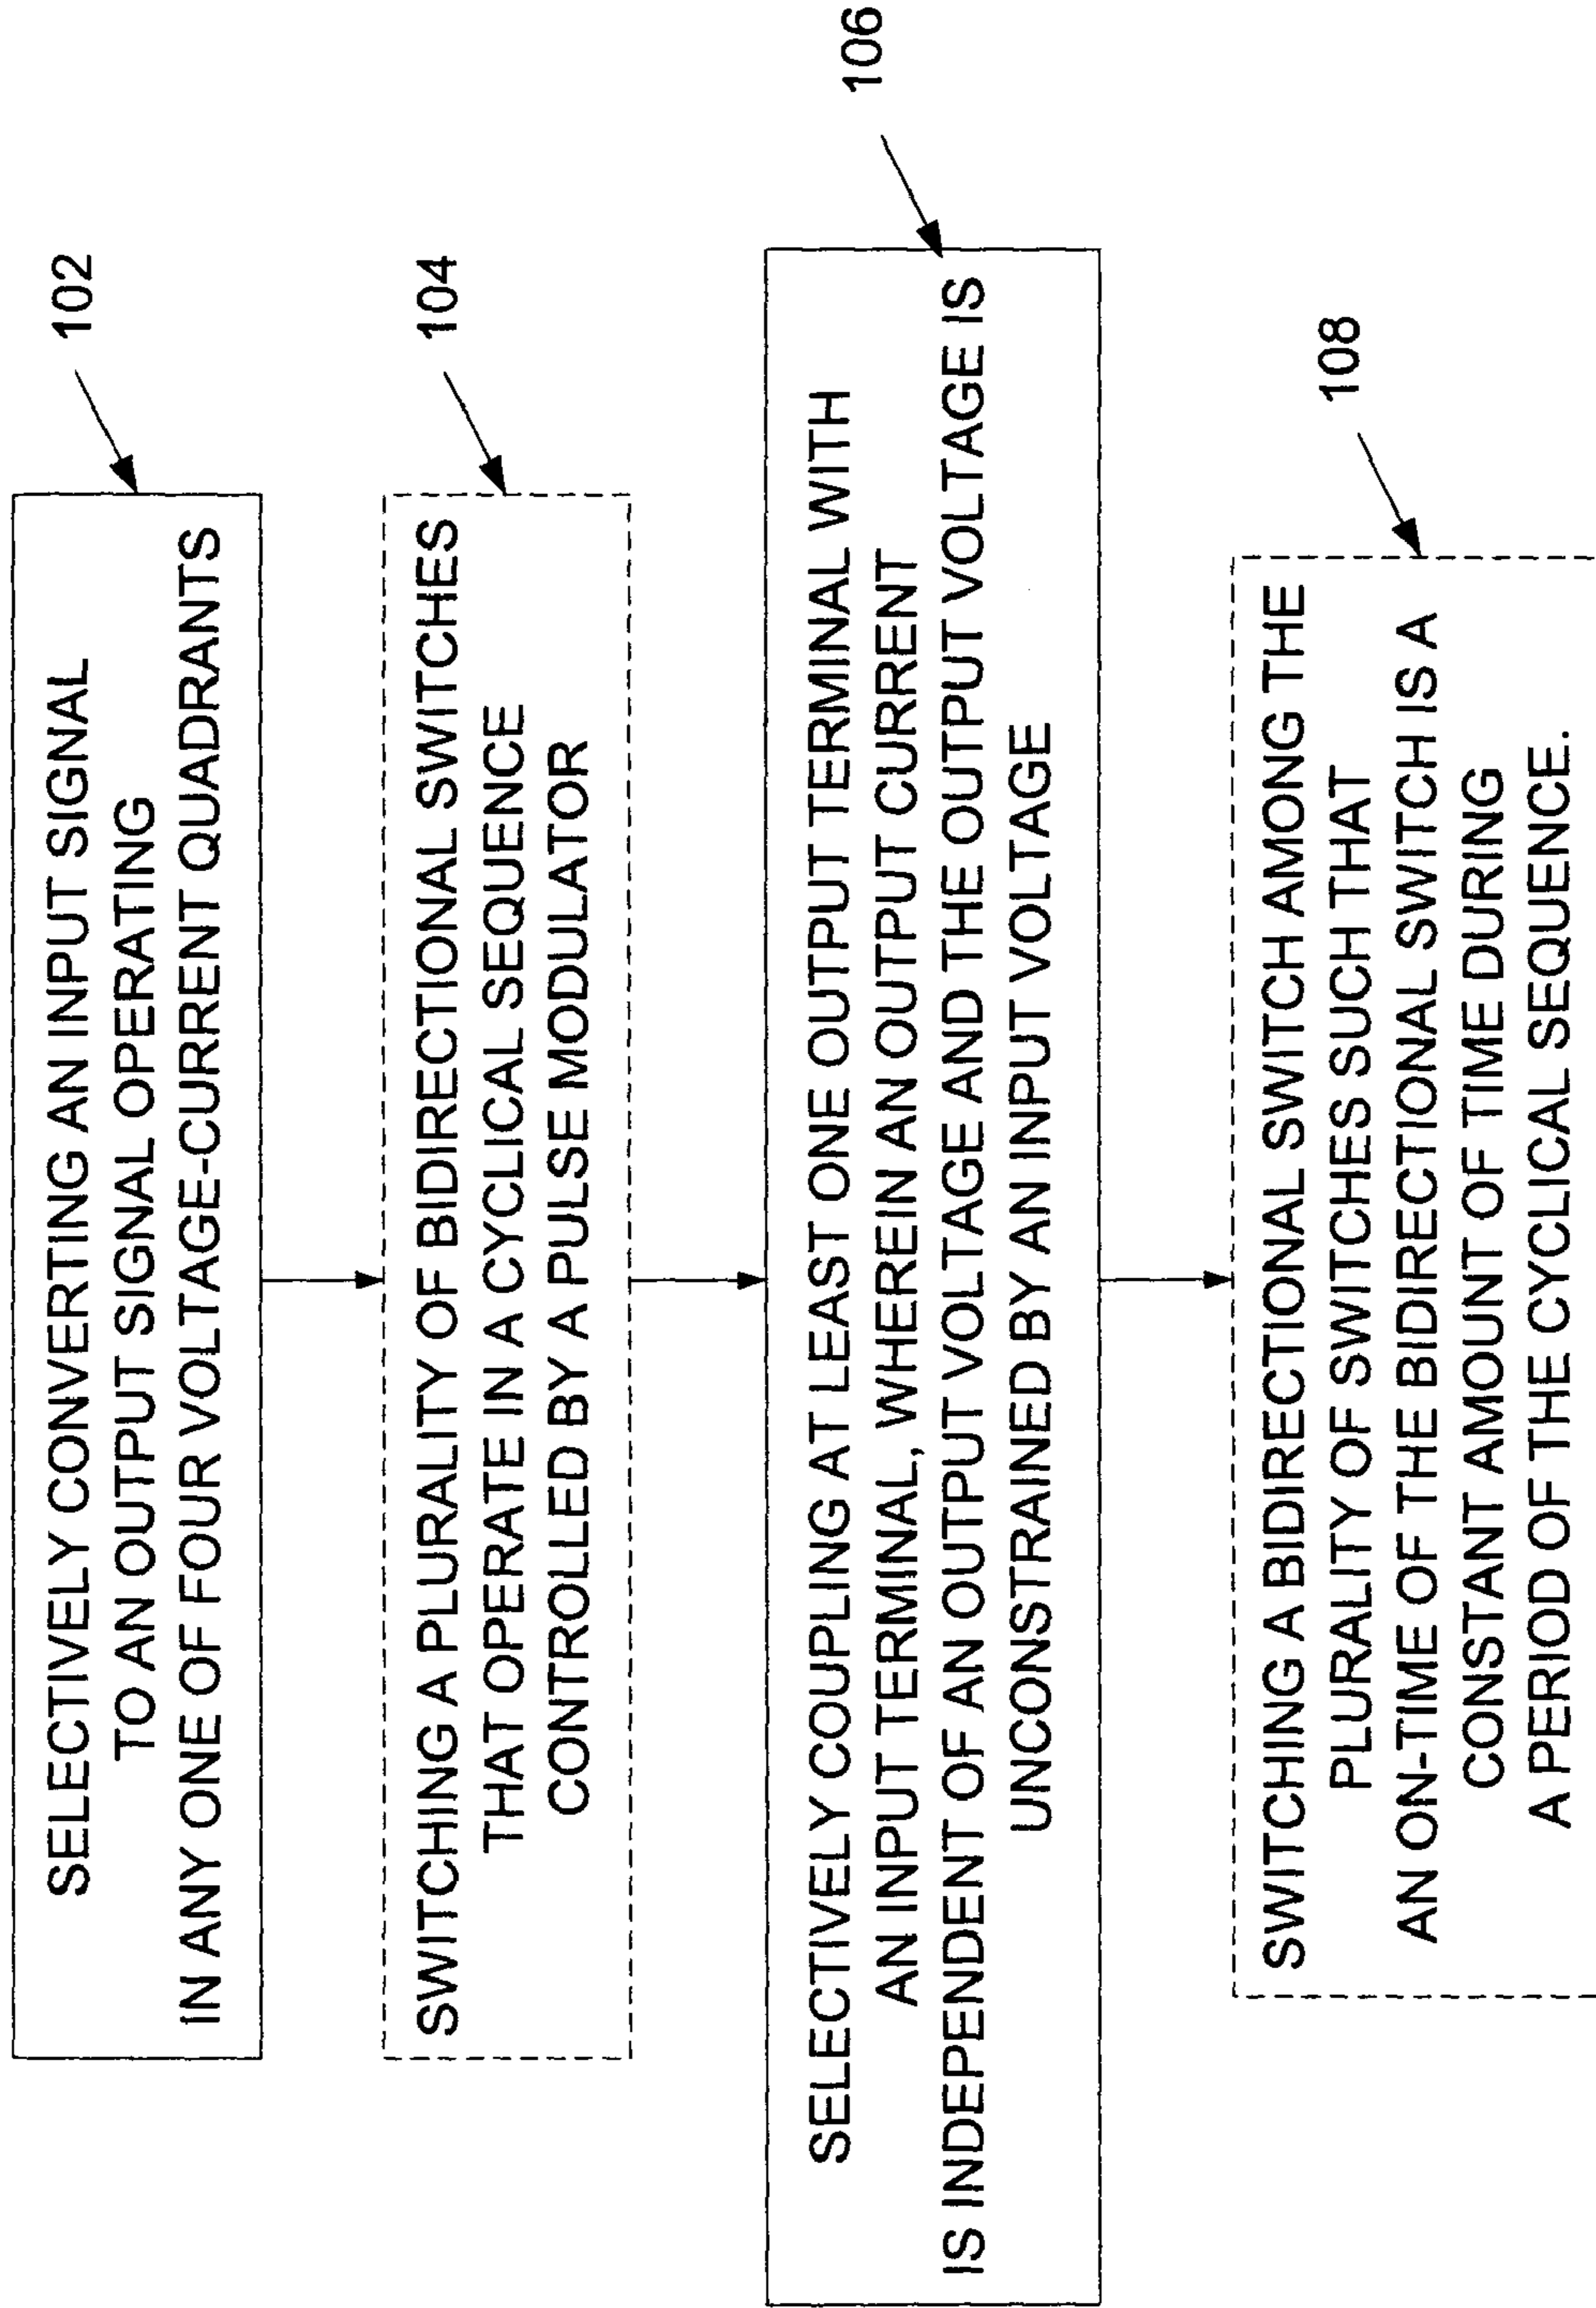 SELECTIVELY CONVERTING AN INPUT SIGNAL
TO AN OUTPUT SIGNAL OPERATING
IN ANY ONE OF FOUR VOLTAGE-CURRENT QUADRANTS
102
SWITCHING A PLURALITY OF BIDIRECTIONAL SWITCHES
THAT OPERATE IN A CYCLICAL SEQUENCE
CONTROLLED BY A PULSE MODULATOR
104
SELECTIVELY COUPLING AT LEAST ONE OUTPUT TERMINAL WITH
AN INPUT TERMINAL, WHEREIN AN OUTPUT CURRENT
IS INDEPENDENT OF AN OUTPUT VOLTAGE AND THE OUTPUT VOLTAGE IS
UNCONSTRAINED BY AN INPUT VOLTAGE
106
SWITCHING A BIDIRECTIONAL SWITCH AMONG THE
PLURALITY OF SWITCHES SUCH THAT
AN ON-TIME OF THE BIDIRECTIONAL SWITCH IS A
CONSTANT AMOUNT OF TIME DURING
A PERIOD OF THE CYCLICAL SEQUENCE.
108